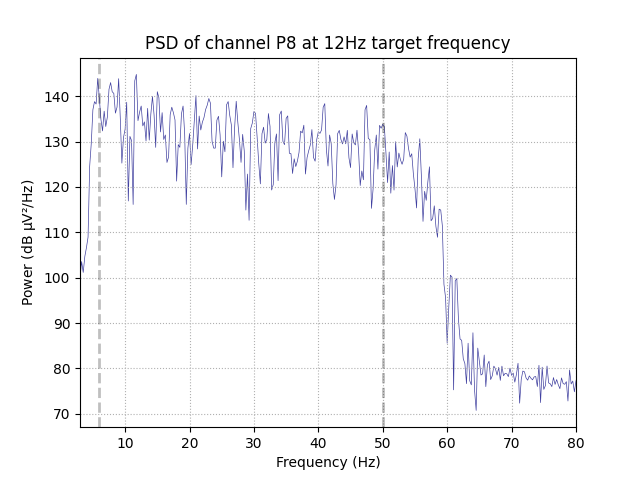 PSD of channel P8 at 12Hz target frequency
Power (dB µV²/Hz)
140
130
120
110
100
90
80
70
10 20 30 40 50 60 70 80
Frequency (Hz)